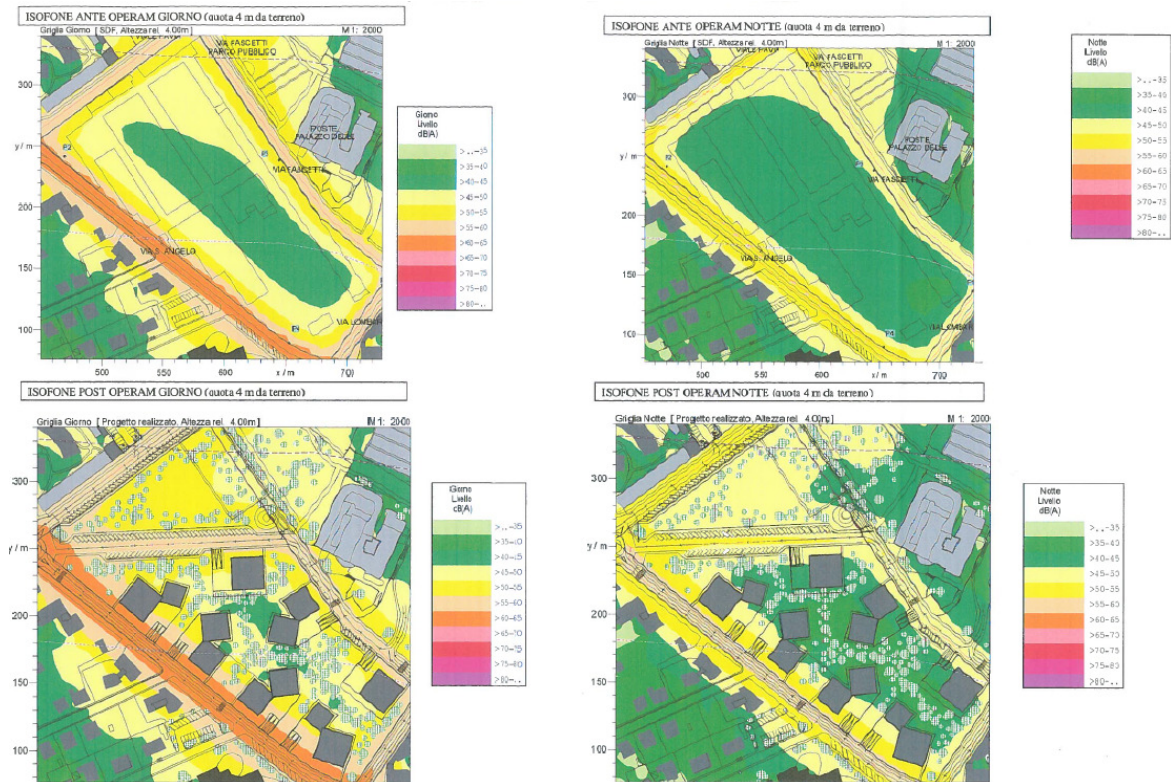 ISOFONE ANTE OPERAM GIORNO (quota 4 m da terreno)
Griglia Giorno [ SDF, Altezza rel. 4.00m]
M 1: 2000
VIALE PAVIA
VIA FASCETTI
PARCO PUBBLICO
POSTE
VIA FASCETTI
VIA S. ANGELO
P2
P4
y / m
300
200
150
100
500
550
600
x / m
700
Giorno
Livello
dB(A)
>..-35
>35-40
>40-45
>45-50
>50-55
>55-60
>60-65
>65-70
>70-75
>75-80
>80-..
ISOFONE ANTE OPERAM NOTTE (quota 4 m da terreno)
Griglia Notte [ SDF, Altezza rel. 4.00m]
M 1: 2000
VIA FASCETTI
PARCO PUBBLICO
POSTE
VIA FASCETTI
VIA S. ANGELO
P2
P4
y / m
300
200
150
100
500
550
600
x / m
700
Notte
Livello
dB(A)
>..-35
>35-40
>40-45
>45-50
>50-55
>55-60
>60-65
>65-70
>70-75
>75-80
>80-..
ISOFONE POST OPERAM GIORNO (quota 4 m da terreno)
Griglia Giorno [ Progetto realizzato, Altezza rel. 4.00m]
M 1: 2000
y / m
300
200
150
100
Giorno
Livello
dB(A)
>..-35
>35-40
>40-45
>45-50
>50-55
>55-60
>60-65
>65-70
>70-75
>75-80
>80-..
ISOFONE POST OPERAM NOTTE (quota 4 m da terreno)
Griglia Notte [ Progetto realizzato, Altezza rel. 4.00m]
M 1: 2000
y / m
300
200
150
100
Notte
Livello
dB(A)
>..-35
>35-40
>40-45
>45-50
>50-55
>55-60
>60-65
>65-70
>70-75
>75-80
>80-..